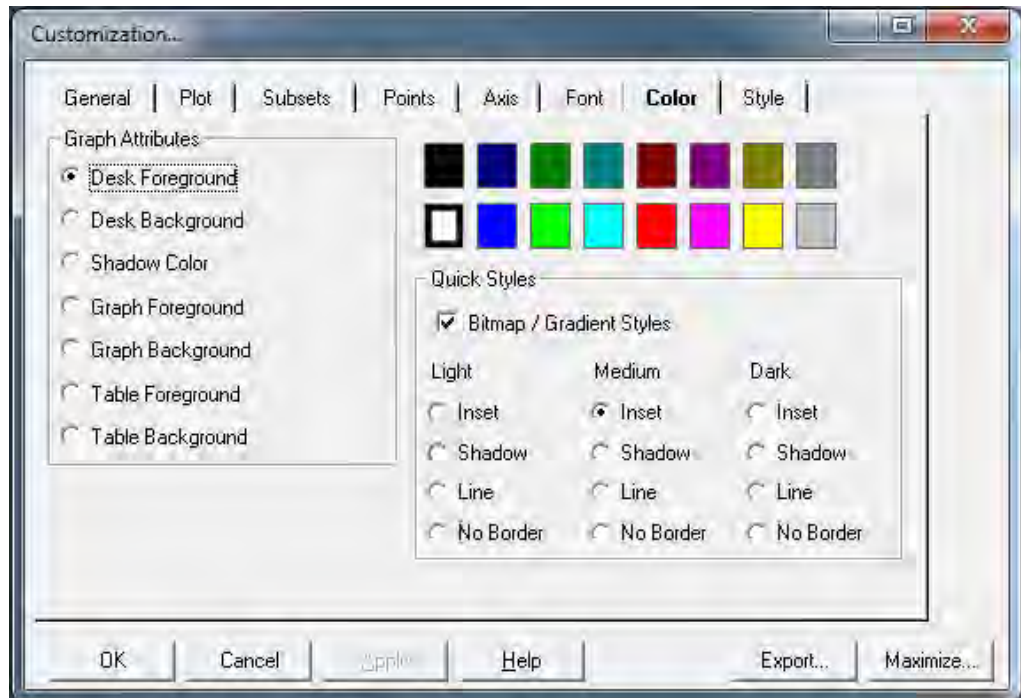 Customization...
General | Plot | Subsets | Points | Axis | Font | Color | Style |
Graph Attributes
Desk Foreground
Desk Background
Shadow Color
Graph Foreground
Graph Background
Table Foreground
Table Background
Quick Styles
Bitmap / Gradient Styles
Light Medium Dark
Inset Inset Inset
Shadow Shadow Shadow
Line Line Line
No Border No Border No Border
OK Cancel Apply Help Export... Maximize...